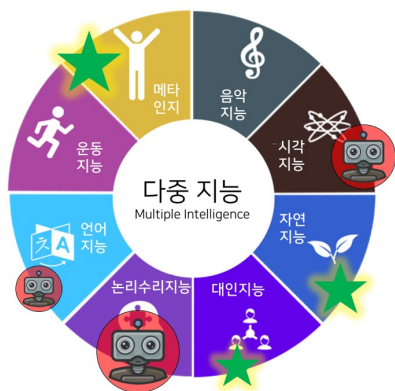 메타
인지
음악
지능
시각
지능
자연
지능
대인지능
논리수리지능
언어
지능
A
운동
지능
다중 지능
Multiple Intelligence